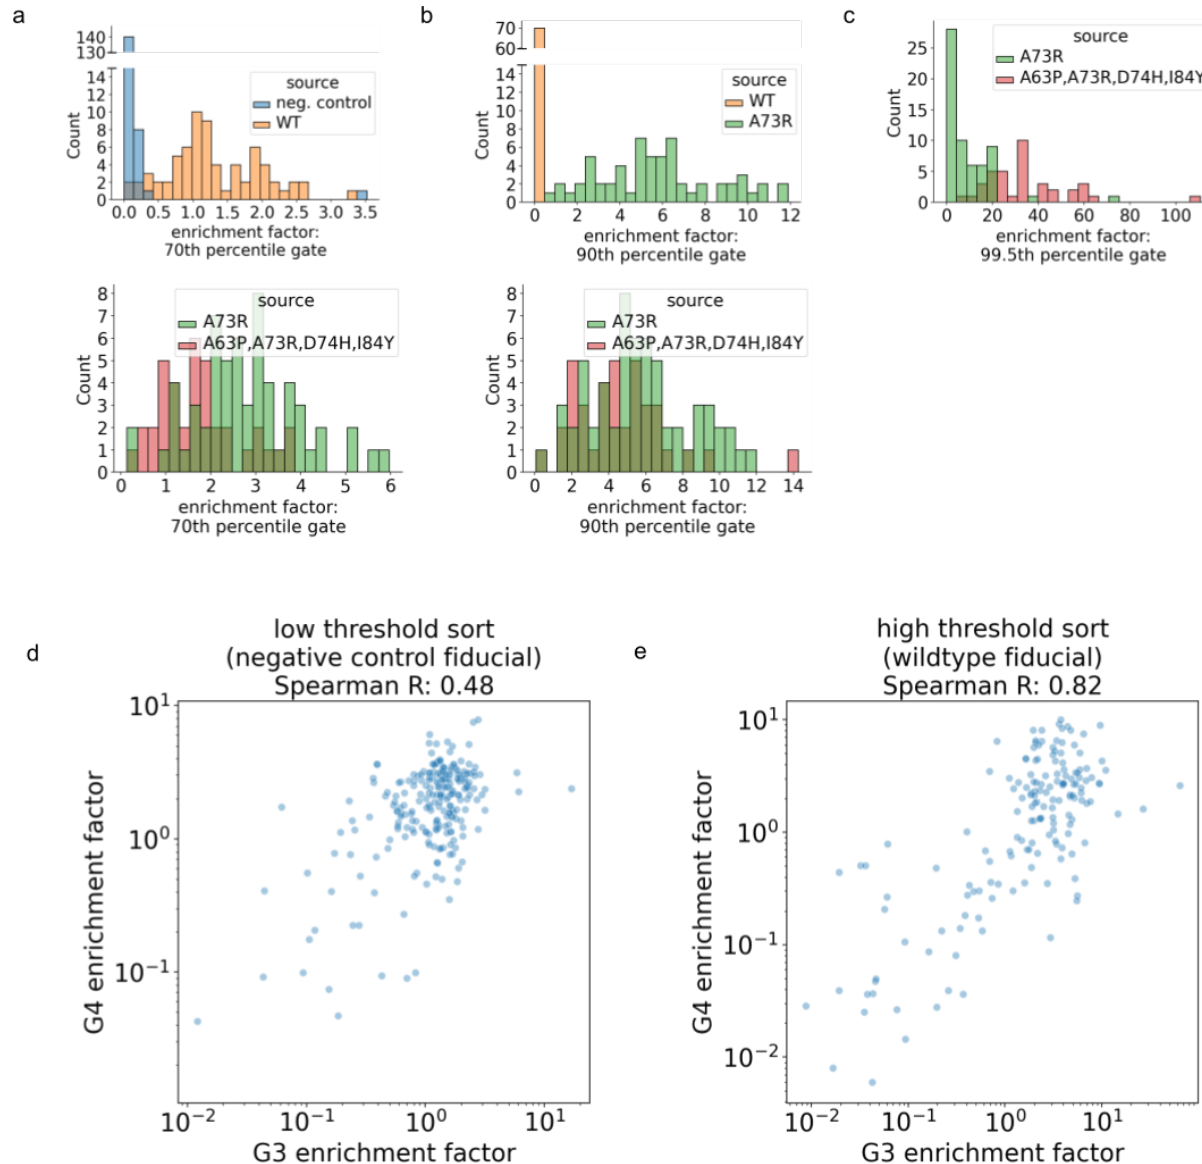 a
140
130
14
12
10
8
6
4
2
0
Count
source
neg. control
WT
0.0 0.5 1.0 1.5 2.0 2.5 3.0 3.5
enrichment factor:
70th percentile gate
b
70
60
14
12
10
8
6
4
2
0
Count
source
WT
A73R
0 2 4 6 8 10 12
enrichment factor:
90th percentile gate
c
25
20
15
10
5
0
Count
source
A73R
A63P,A73R,D74H,I84Y
0 20 40 60 80 100
enrichment factor:
99.5th percentile gate
8
7
6
5
4
3
2
1
0
Count
source
A73R
A63P,A73R,D74H,I84Y
0 1 2 3 4 5 6
enrichment factor:
70th percentile gate
8
7
6
5
4
3
2
1
0
Count
source
A73R
A63P,A73R,D74H,I84Y
0 2 4 6 8 10 12 14
enrichment factor:
90th percentile gate
d
low threshold sort
(negative control fiducial)
Spearman R: 0.48
10¹
10⁰
10⁻¹
G4 enrichment factor
10⁻² 10⁻¹ 10⁰ 10¹
G3 enrichment factor
e
high threshold sort
(wildtype fiducial)
Spearman R: 0.82
10¹
10⁰
10⁻¹
10⁻²
G4 enrichment factor
10⁻² 10⁻¹ 10⁰ 10¹
G3 enrichment factor